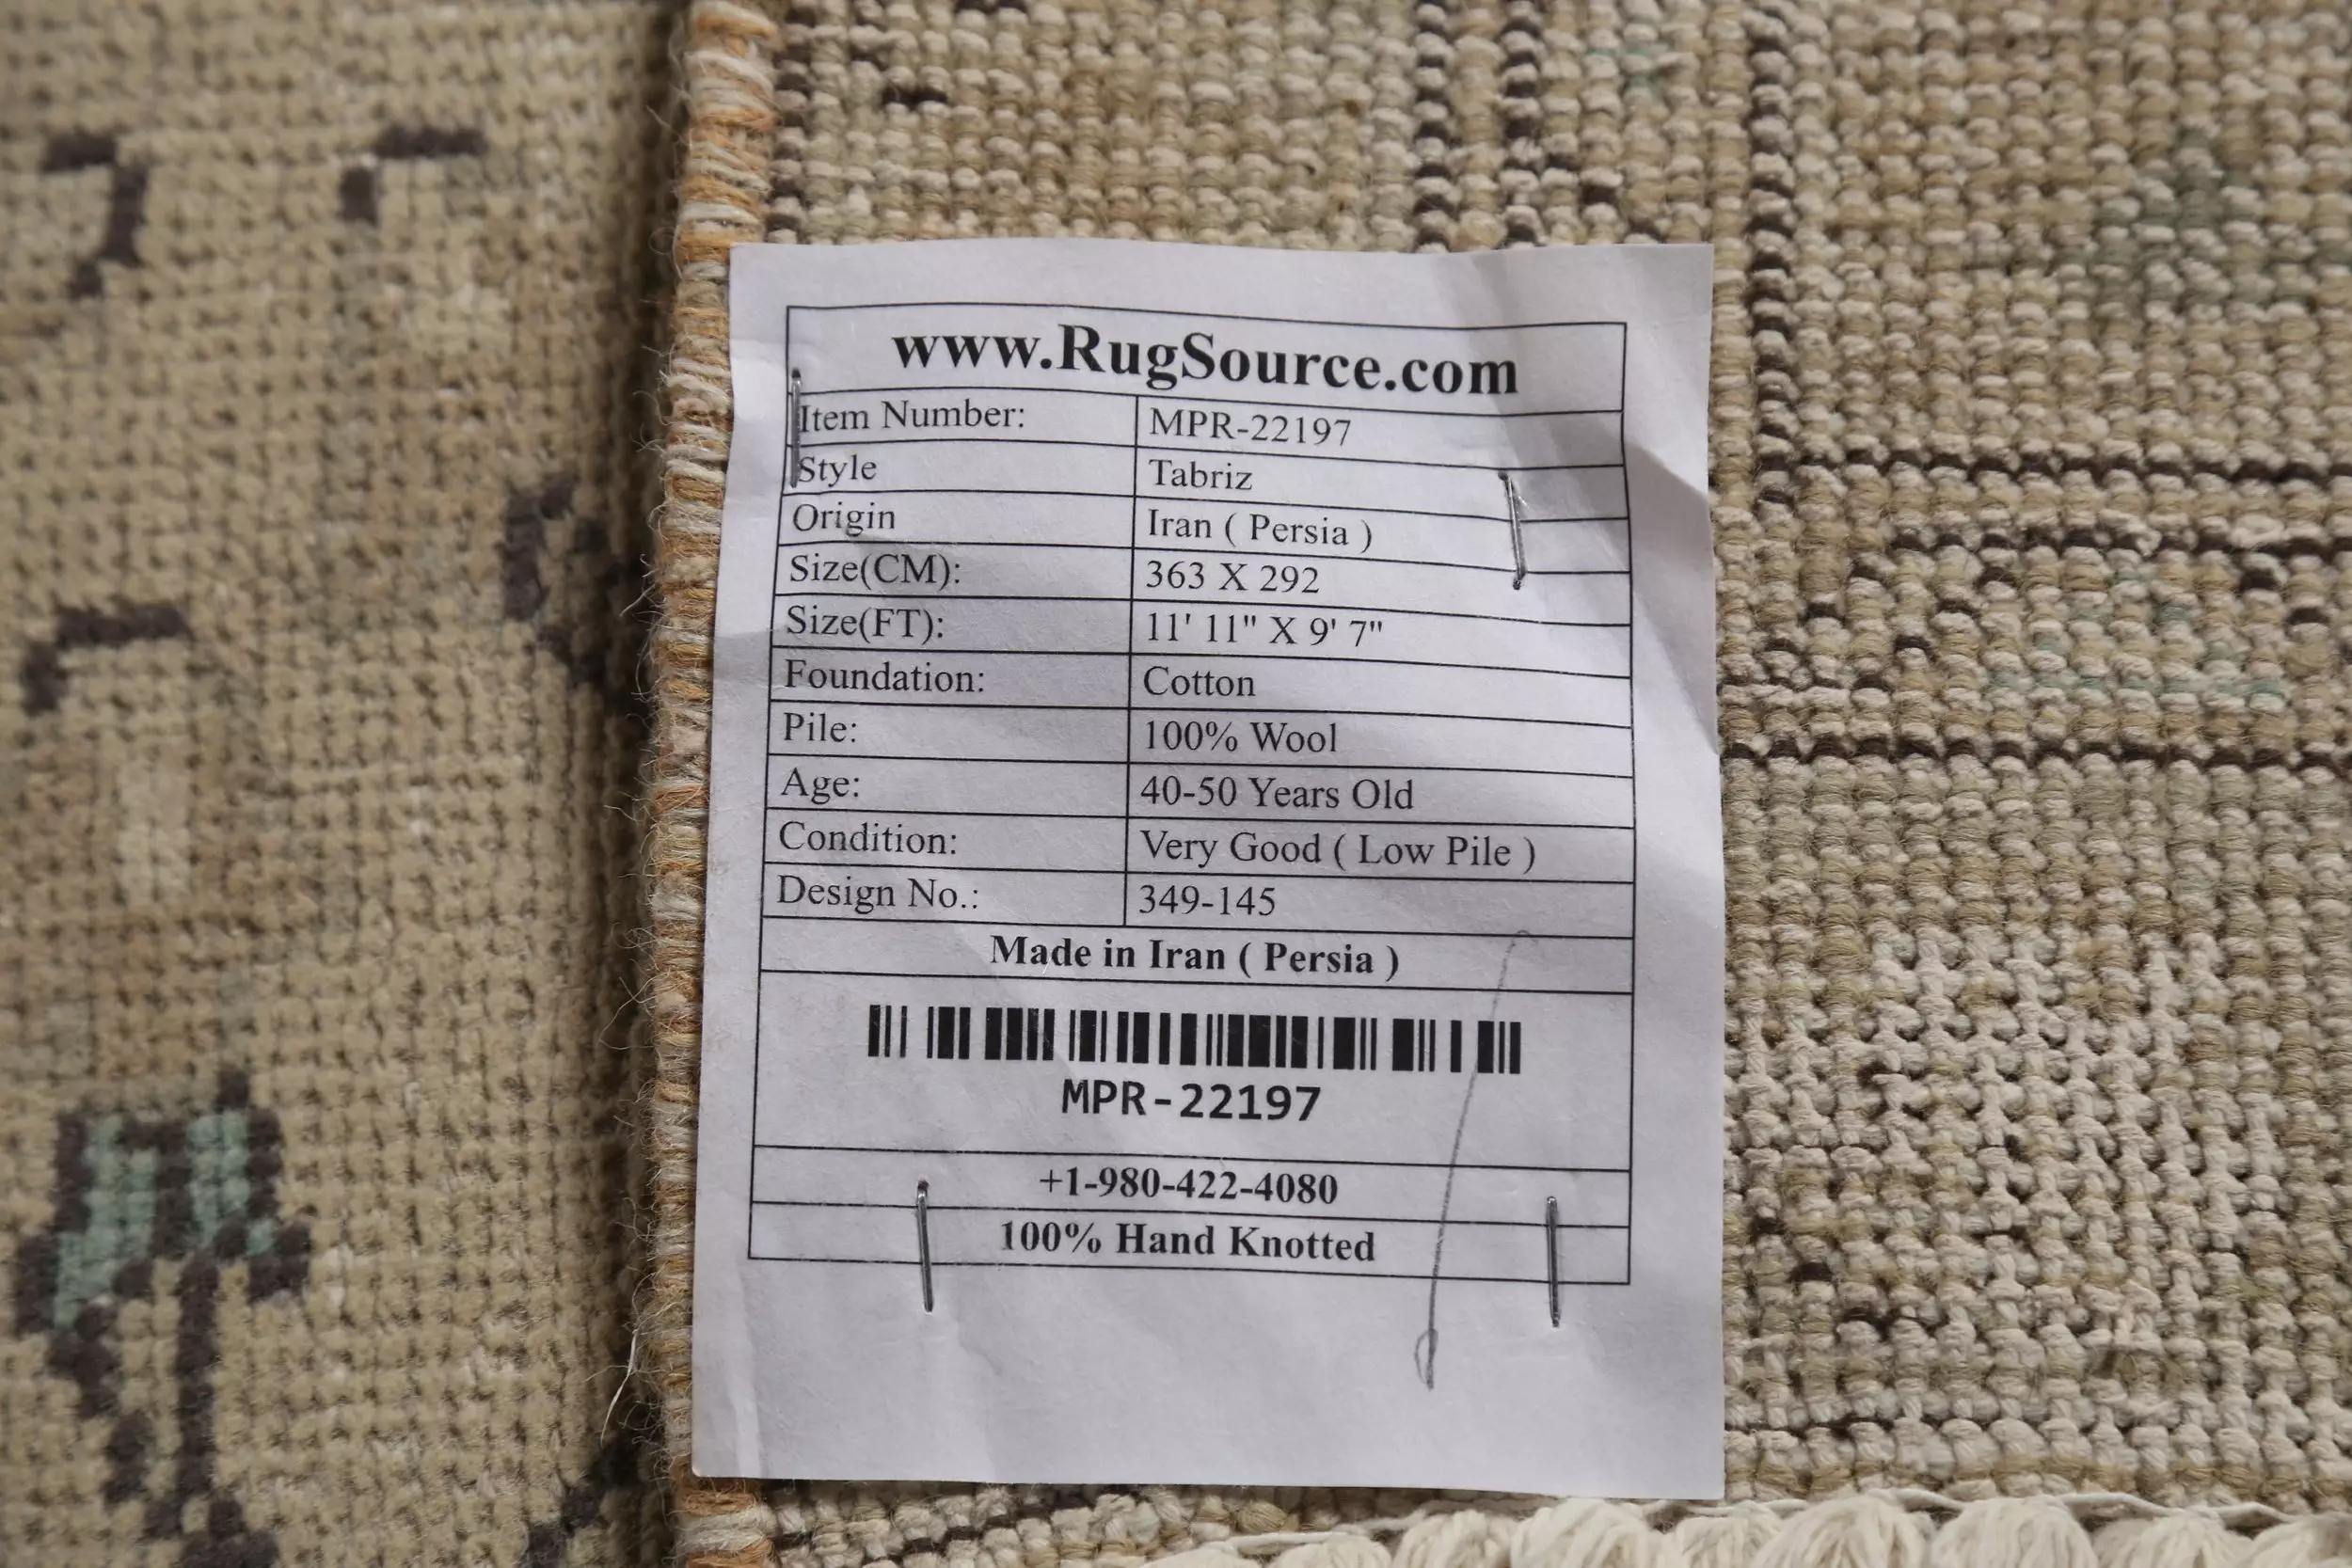 www.RugSource.com
Item Number: MPR-22197
Style Tabriz
Origin Iran ( Persia )
Size(CM): 363 X 292
Size(FT): 11' 11" X 9' 7"
Foundation: Cotton
Pile: 100% Wool
Age: 40-50 Years Old
Condition: Very Good ( Low Pile )
Design No.: 349-145
Made in Iran ( Persia )
MPR-22197
+1-980-422-4080
100% Hand Knotted